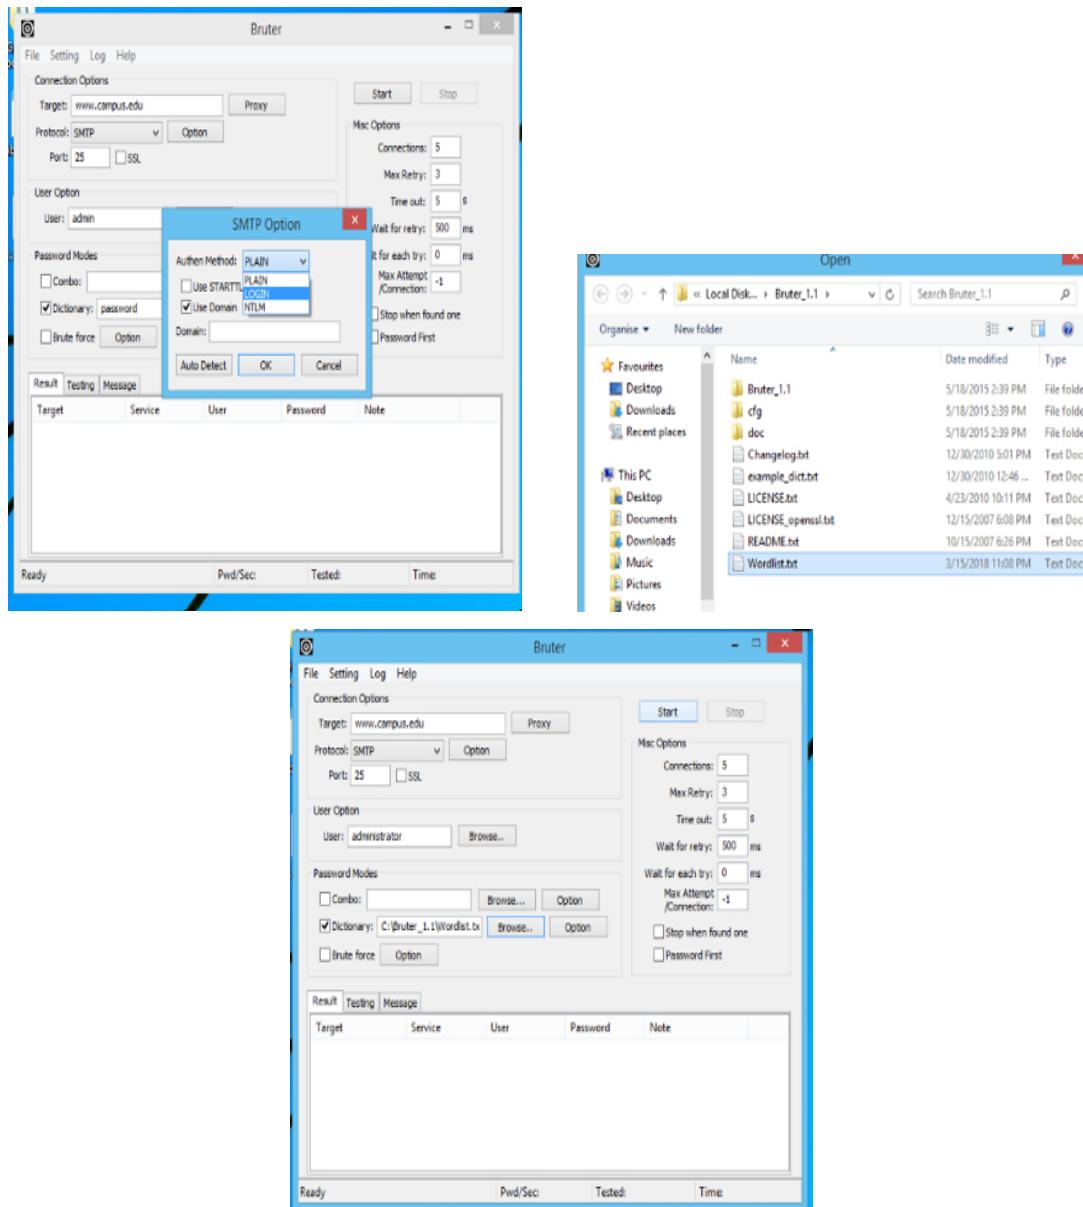 Bruter
File Setting Log Help
Connection Options
Target: www.campus.edu Proxy
Protocol: SMTP Option
Port: 25 SSL
User Option
User: admin
Password Modes
Combo:
Dictionary: password
Brute force Option
Start Stop
Misc Options
Connections: 5
Max Retry: 3
Time out: 5 s
Wait for retry: 500 ms
for each try: 0 ms
Max Attempt
/Connection: -1
Stop when found one
Password First
SMTP Option
Authen Method: PLAIN
PLAIN
LOGIN
NTLM
Use STARTTL
Use Domain
Domain:
Auto Detect OK Cancel
Result Testing Message
Target Service User Password Note
Ready Pwd/Sec: Tested: Time:
Open
« Local Disk... Bruter_1.1 Search Bruter_1.1
Organise New folder
Favourites
Desktop
Downloads
Recent places
This PC
Desktop
Documents
Downloads
Music
Pictures
Videos
Name Date modified Type
Bruter_1.1 5/18/2015 2:39 PM File folde
cfg 5/18/2015 2:39 PM File folde
doc 5/18/2015 2:39 PM File folde
Changelog.txt 12/30/2010 5:01 PM Text Doc
example_dict.txt 12/30/2010 12:46 ... Text Doc
LICENSE.txt 4/23/2010 10:11 PM Text Doc
LICENSE_openssl.txt 12/15/2007 6:08 PM Text Doc
README.txt 10/15/2007 6:26 PM Text Doc
Wordlist.txt 3/15/2018 11:08 PM Text Doc
Bruter
File Setting Log Help
Connection Options
Target: www.campus.edu Proxy
Protocol: SMTP Option
Port: 25 SSL
User Option
User: administrator Browse..
Password Modes
Combo: Browse... Option
Dictionary: C:\Bruter_1.1\Wordlist.tx Browse.. Option
Brute force Option
Start Stop
Misc Options
Connections: 5
Max Retry: 3
Time out: 5 s
Wait for retry: 500 ms
Wait for each try: 0 ms
Max Attempt
/Connection: -1
Stop when found one
Password First
Result Testing Message
Target Service User Password Note
Ready Pwd/Sec: Tested: Time: